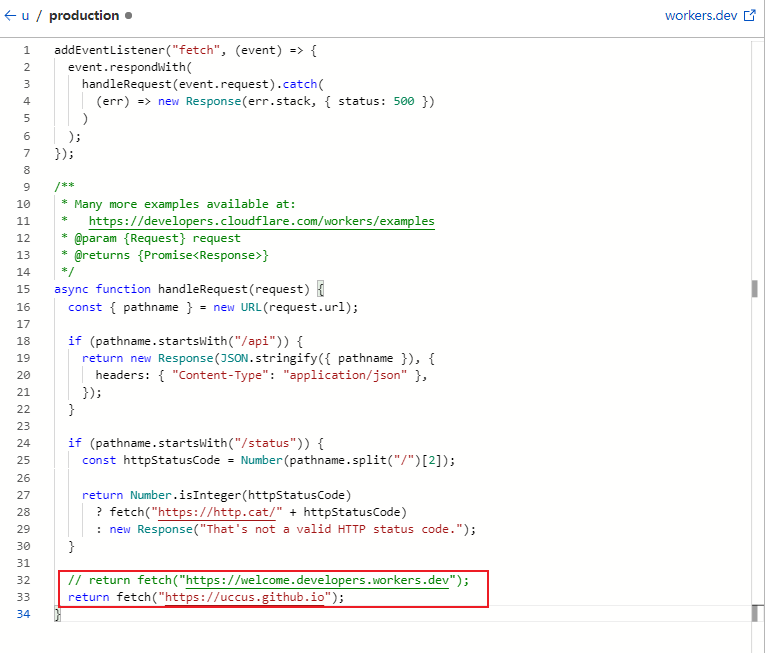 ← u / production ●
workers.dev
1 addEventListener("fetch", (event) => {
2   event.respondWith(
3     handleRequest(event.request).catch(
4       (err) => new Response(err.stack, { status: 500 })
5     )
6   );
7 });
8
9 /**
10  * Many more examples available at:
11  *   https://developers.cloudflare.com/workers/examples
12  * @param {Request} request
13  * @returns {Promise<Response>}
14  */
15 async function handleRequest(request) {
16   const { pathname } = new URL(request.url);
17
18   if (pathname.startsWith("/api")) {
19     return new Response(JSON.stringify({ pathname }), {
20       headers: { "Content-Type": "application/json" },
21     });
22   }
23
24   if (pathname.startsWith("/status")) {
25     const httpStatusCode = Number(pathname.split("/")[2]);
26
27     return Number.isInteger(httpStatusCode)
28       ? fetch("https://http.cat/" + httpStatusCode)
29       : new Response("That's not a valid HTTP status code.");
30   }
31
32   // return fetch("https://welcome.developers.workers.dev");
33   return fetch("https://uccus.github.io");
34 }